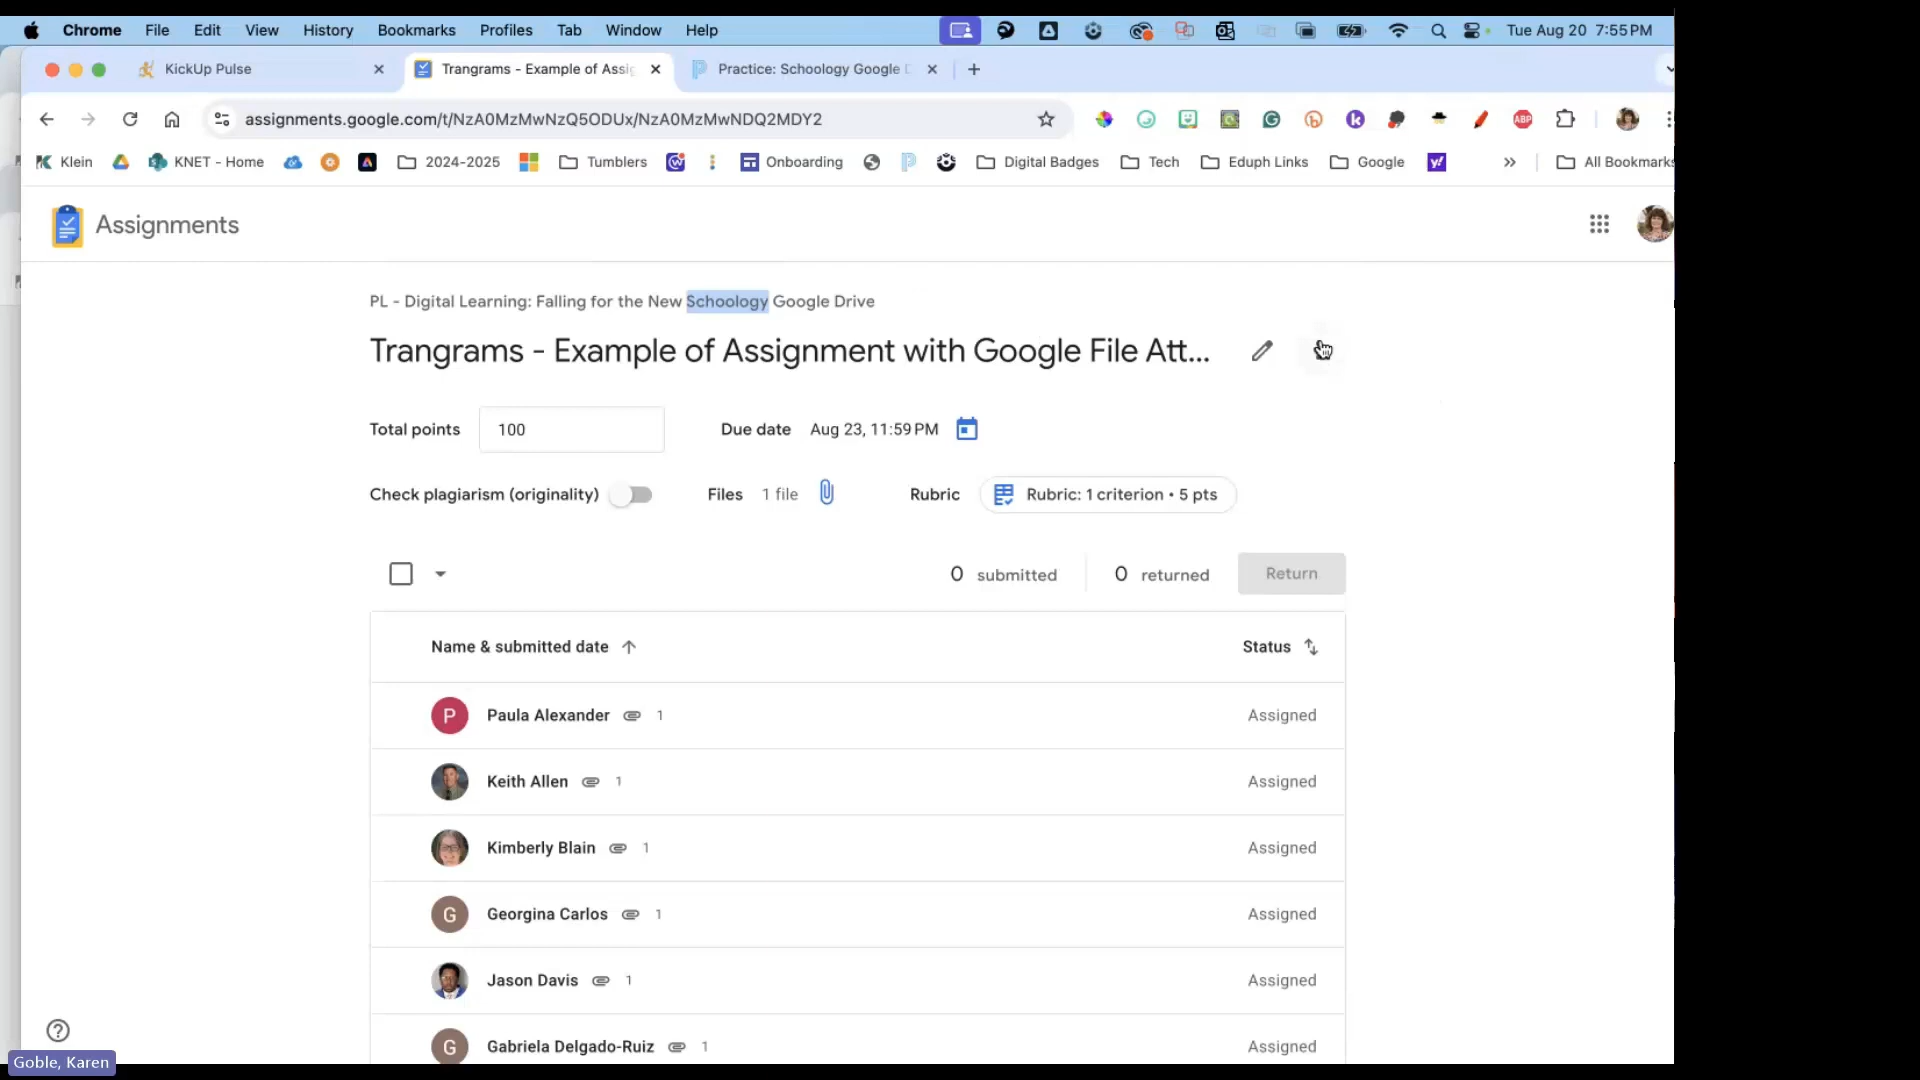 Chrome File Edit View History Bookmarks Profiles Tab Window Help Tue Aug 20 7:55 PM
KickUp Pulse Trangrams - Example of Assi Practice: Schoology Google D
assignments.google.com/t/NzA0MzMwNzQ5ODUx/NzA0MzMwNDQ2MDY2 ABP
Klein KNET - Home 2024-2025 Tumblers Onboarding Digital Badges Tech Eduph Links Google y! All Bookmarks
Assignments
PL - Digital Learning: Falling for the New Schoology Google Drive
Trangrams - Example of Assignment with Google File Att...
Total points 100 Due date Aug 23, 11:59 PM
Check plagiarism (originality) Files 1 file Rubric Rubric: 1 criterion • 5 pts
0 submitted 0 returned Return
Name & submitted date Status
P Paula Alexander 1 Assigned
Keith Allen 1 Assigned
Kimberly Blain 1 Assigned
G Georgina Carlos 1 Assigned
Jason Davis 1 Assigned
G Gabriela Delgado-Ruiz 1 Assigned
Goble, Karen